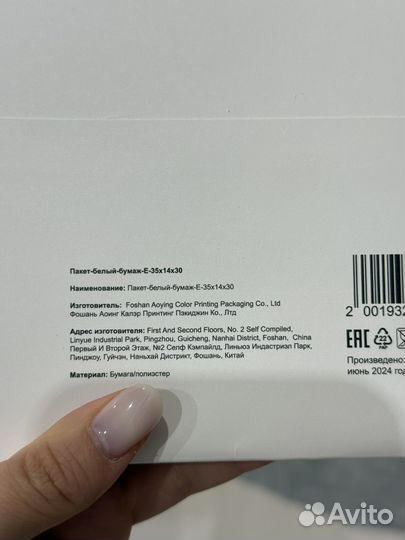 Пакет-белый-бумаж-Е-35х14х30
Наименование: Пакет-белый-бумаж-Е-35х14х30
Изготовитель: Foshan Aoying Color Printing Packaging Co., Ltd
Фошань Аоинг Калэр Принтинг Пэкиджин Ко., Лтд
Адрес изготовителя: First And Second Floors, No. 2 Self Compiled,
Linyue Industrial Park, Pingzhou, Guicheng, Nanhai District, Foshan, China
Первый И Второй Этаж, №2 Селф Кэмпайлд, Линьюэ Индастриэл Парк,
Пинджоу, Гуйчэн, Наньхай Дистрикт, Фошань, Китай
Материал: Бумага/полиэстер
2 001932
EAC 22 PAP
Произведено:
июнь 2024 год
Avito